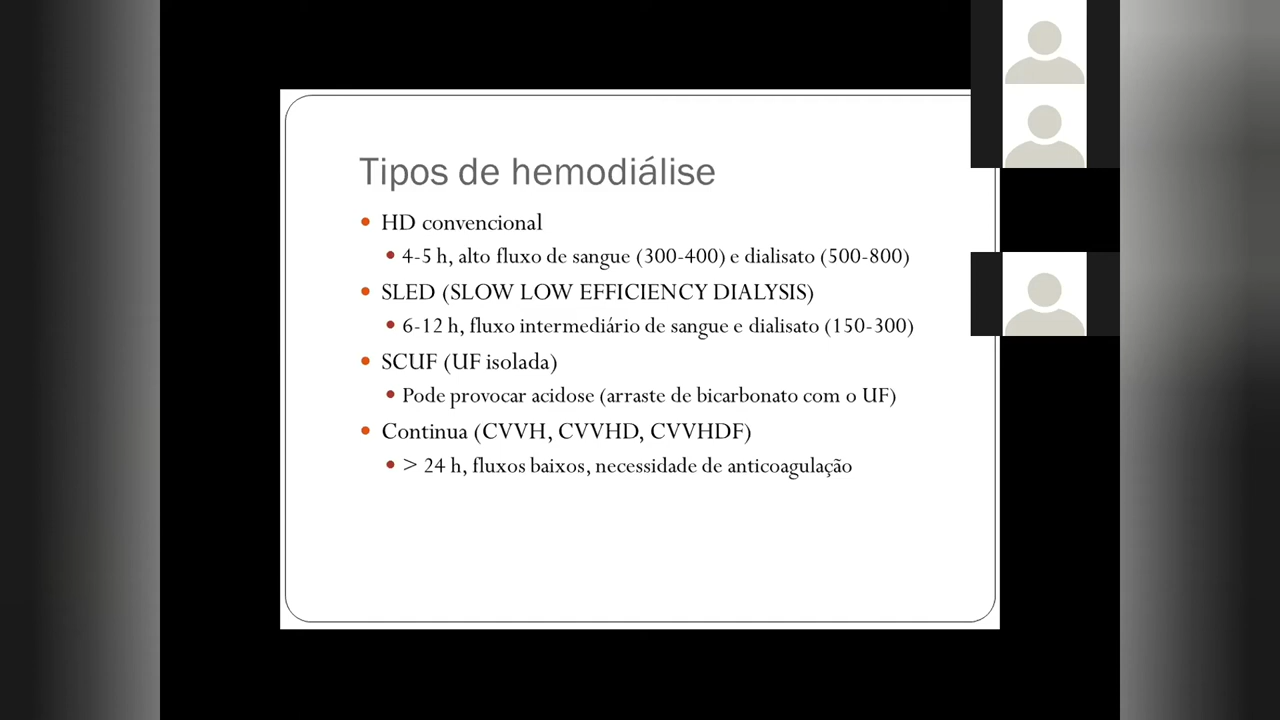 Tipos de hemodiálise
HD convencional
4-5 h, alto fluxo de sangue (300-400) e dialisato (500-800)
SLED (SLOW LOW EFFICIENCY DIALYSIS)
6-12 h, fluxo intermediário de sangue e dialisato (150-300)
SCUF (UF isolada)
Pode provocar acidose (arraste de bicarbonato com o UF)
Continua (CVVH, CVVHD, CVVHDF)
> 24 h, fluxos baixos, necessidade de anticoagulação